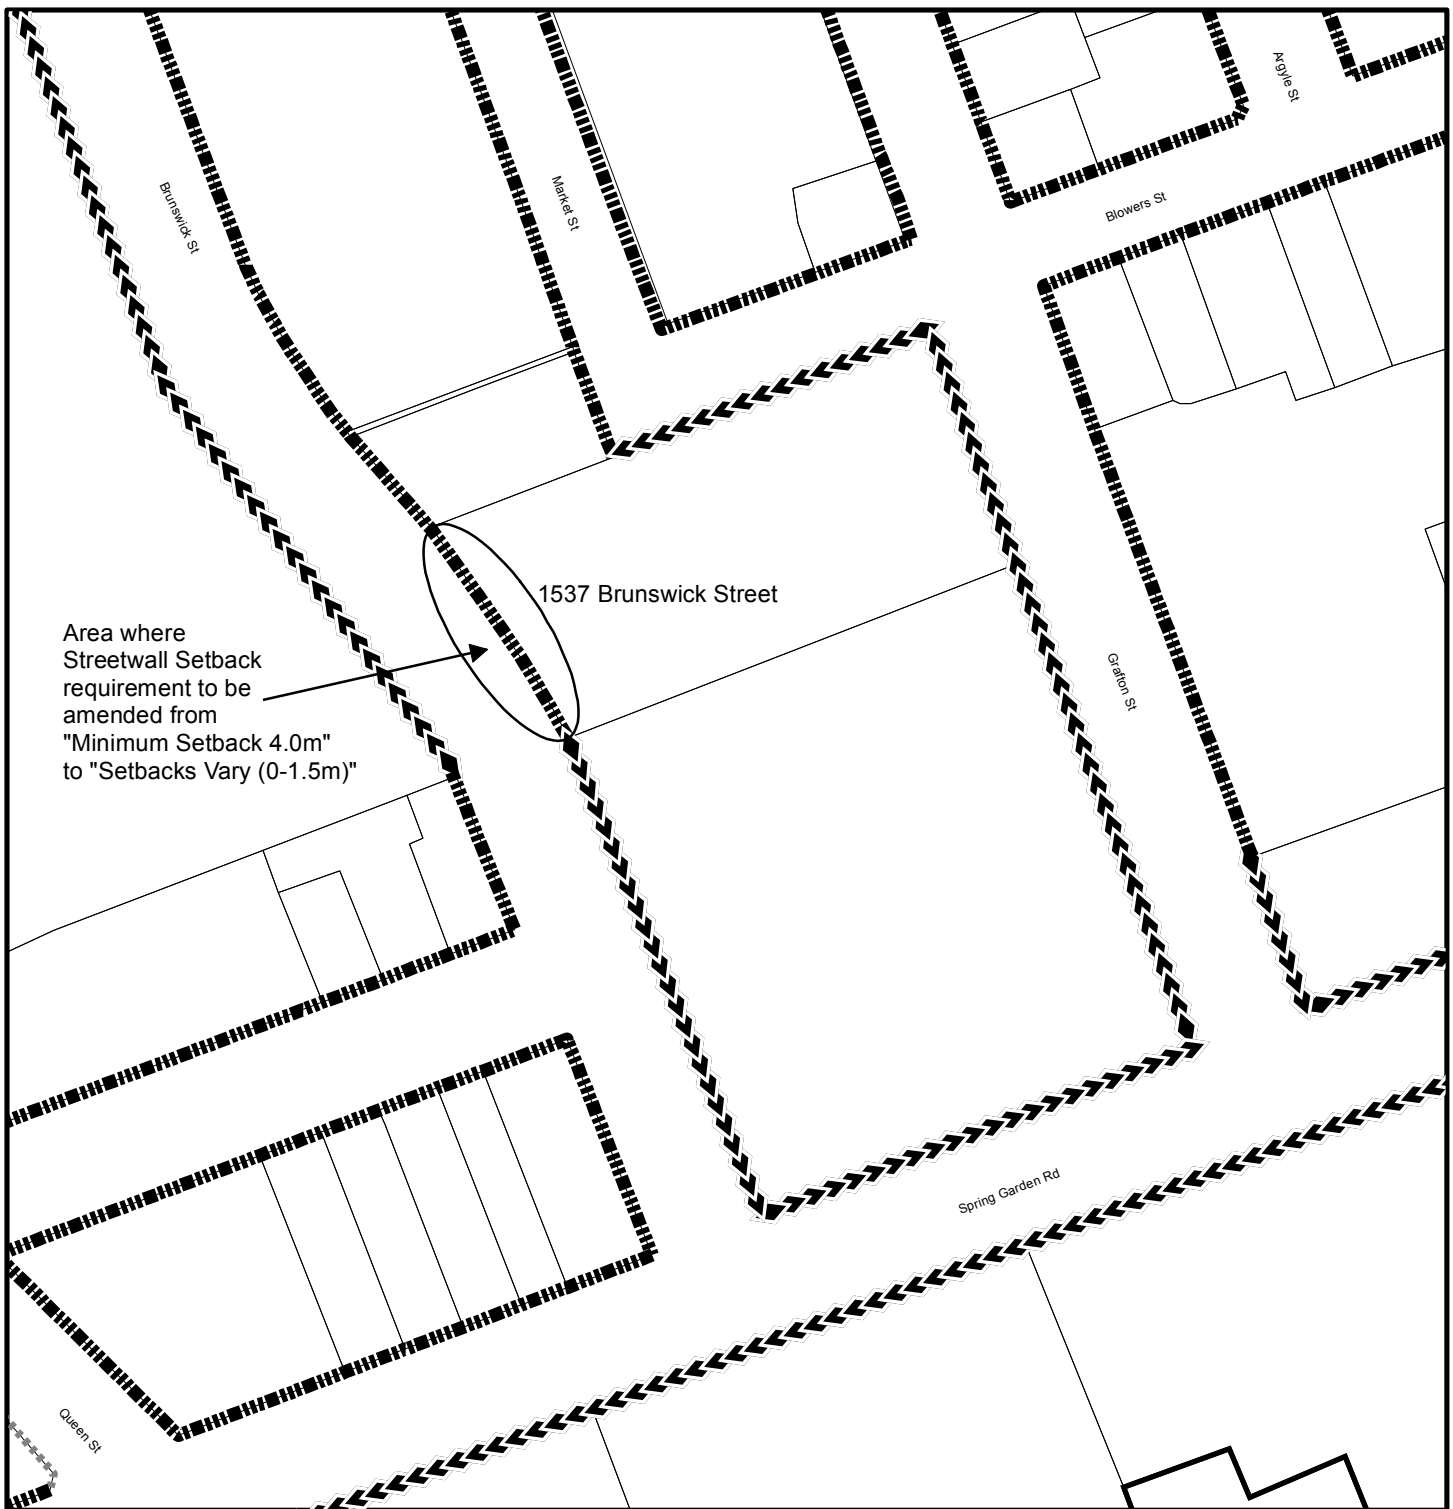 Argyle St
Brunswick St
Market St
Blowers St
1537 Brunswick Street
Area where
Streetwall Setback
requirement to be
amended from
"Minimum Setback 4.0m"
to "Setbacks Vary (0-1.5m)"
Grafton St
Spring Garden Rd
Queen St